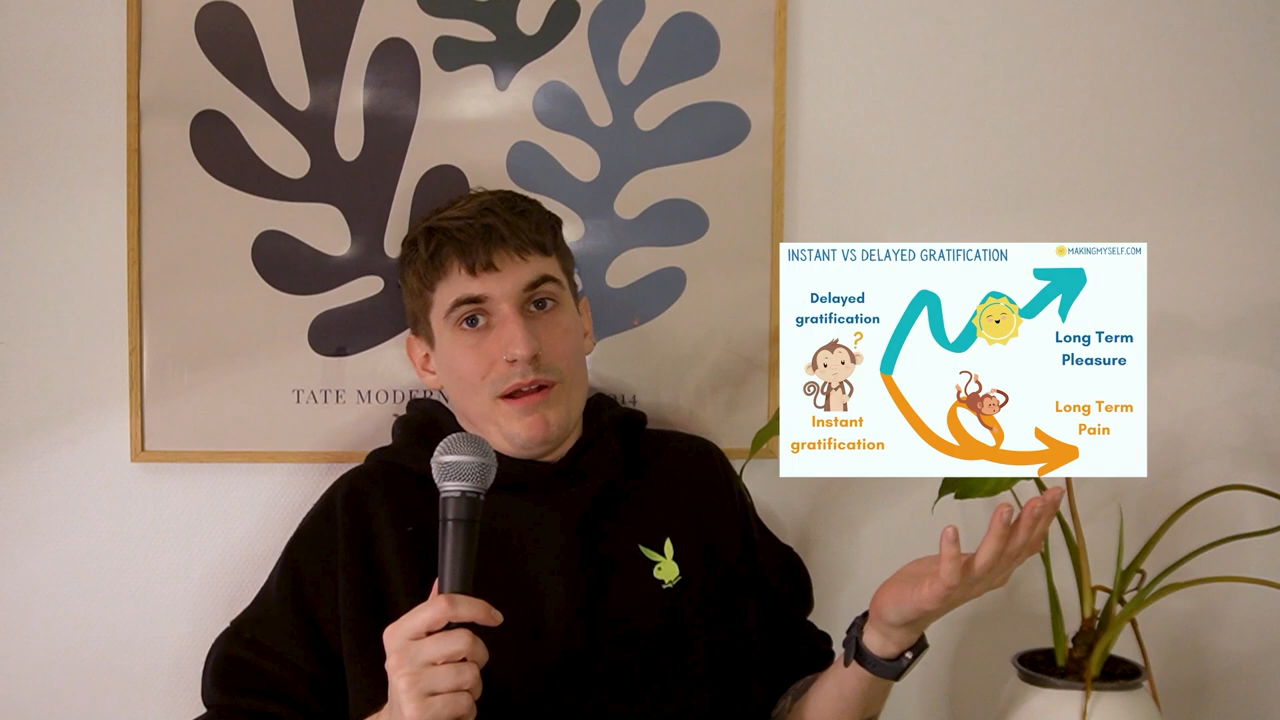 TATE MODERN
INSTANT VS DELAYED GRATIFICATION
MAKINGMYSELF.COM
Delayed
gratification
?
Long Term
Pleasure
Instant
gratification
Long Term
Pain